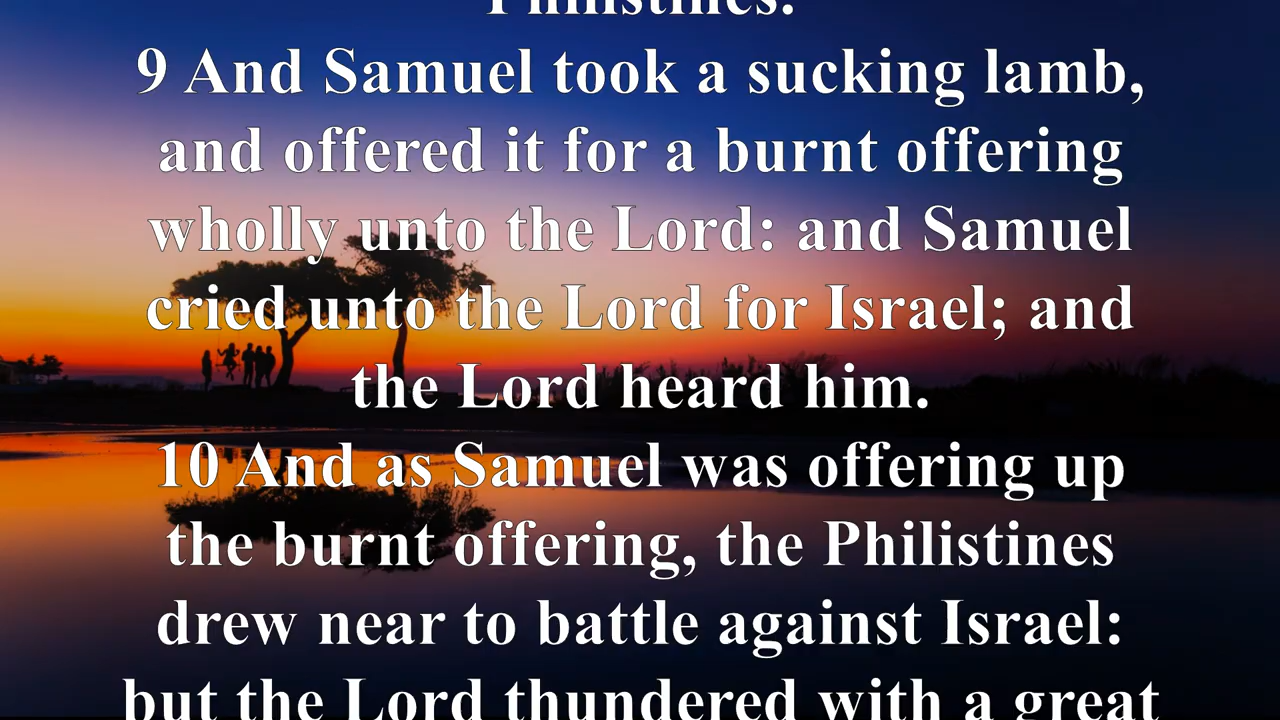 Philistines.
9 And Samuel took a sucking lamb,
and offered it for a burnt offering
wholly unto the Lord: and Samuel
cried unto the Lord for Israel; and
the Lord heard him.
10 And as Samuel was offering up
the burnt offering, the Philistines
drew near to battle against Israel:
but the Lord thundered with a great